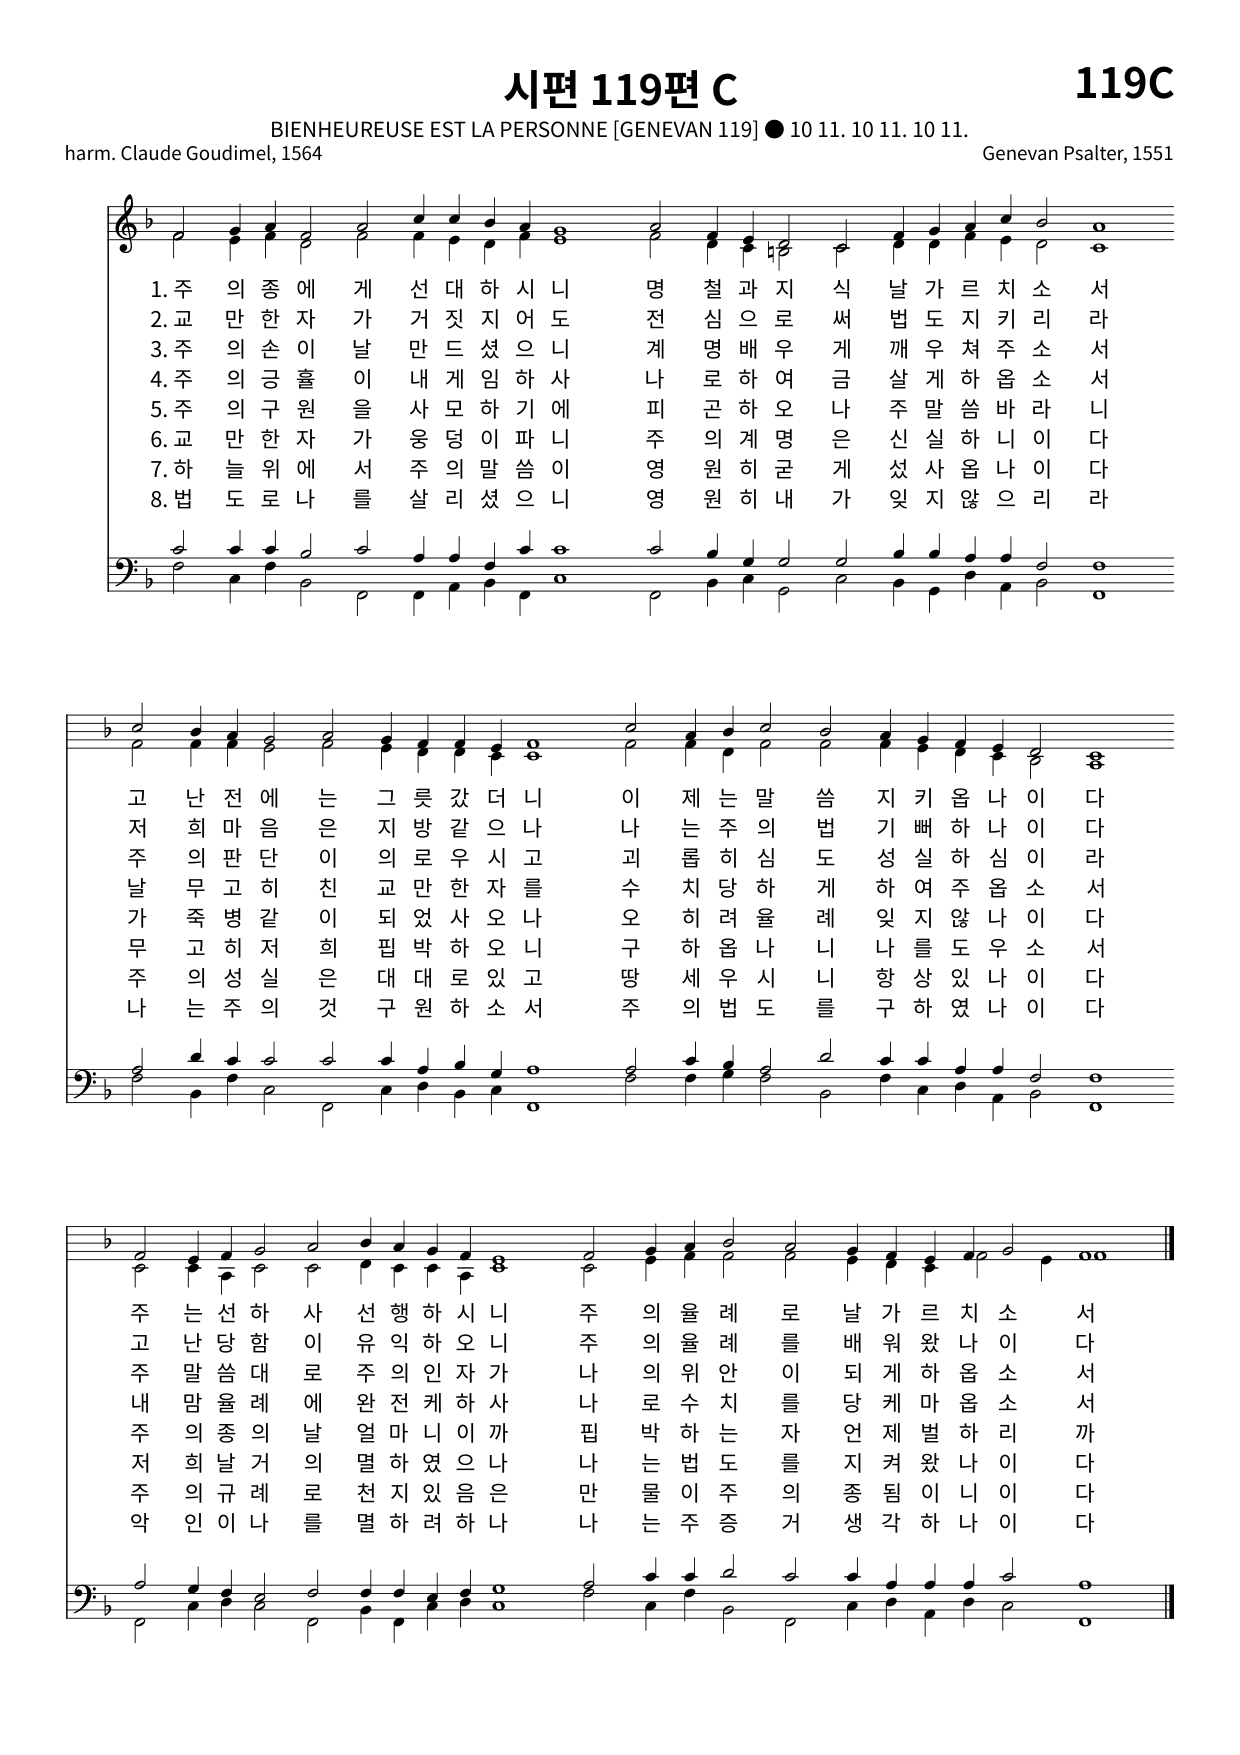 시편 119편 C
119C
BIENHEUREUSE EST LA PERSONNE [GENEVAN 119] ● 10 11. 10 11. 10 11.
harm. Claude Goudimel, 1564
Genevan Psalter, 1551
1. 주 의 종 에 게 선 대 하 시 니 명 철 과 지 식 날 가 르 치 소 서
2. 교 만 한 자 가 거 짓 지 어 도 전 심 으 로 써 법 도 지 키 리 라
3. 주 의 손 이 날 만 드 셨 으 니 계 명 배 우 게 깨 우 쳐 주 소 서
4. 주 의 긍 휼 이 내 게 임 하 사 나 로 하 여 금 살 게 하 옵 소 서
5. 주 의 구 원 을 사 모 하 기 에 피 곤 하 오 나 주 말 씀 바 라 니
6. 교 만 한 자 가 웅 덩 이 파 니 주 의 계 명 은 신 실 하 니 이 다
7. 하 늘 위 에 서 주 의 말 씀 이 영 원 히 굳 게 섰 사 옵 나 이 다
8. 법 도 로 나 를 살 리 셨 으 니 영 원 히 내 가 잊 지 않 으 리 라
고 난 전 에 는 그 릇 갔 더 니 이 제 는 말 씀 지 키 옵 나 이 다
저 희 마 음 은 지 방 같 으 나 나 는 주 의 법 기 뻐 하 나 이 다
주 의 판 단 이 의 로 우 시 고 괴 롭 히 심 도 성 실 하 심 이 라
날 무 고 히 친 교 만 한 자 를 수 치 당 하 게 하 여 주 옵 소 서
가 죽 병 같 이 되 었 사 오 나 오 히 려 율 례 잊 지 않 나 이 다
무 고 히 저 희 핍 박 하 오 니 구 하 옵 나 니 나 를 도 우 소 서
주 의 성 실 은 대 대 로 있 고 땅 세 우 시 니 항 상 있 나 이 다
나 는 주 의 것 구 원 하 소 서 주 의 법 도 를 구 하 였 나 이 다
주 는 선 하 사 선 행 하 시 니 주 의 율 례 로 날 가 르 치 소 서
고 난 당 함 이 유 익 하 오 니 주 의 율 례 를 배 워 왔 나 이 다
주 말 씀 대 로 주 의 인 자 가 나 의 위 안 이 되 게 하 옵 소 서
내 맘 율 례 에 완 전 케 하 사 나 로 수 치 를 당 케 마 옵 소 서
주 의 종 의 날 얼 마 니 이 까 핍 박 하 는 자 언 제 벌 하 리 까
저 희 날 거 의 멸 하 였 으 나 나 는 법 도 를 지 켜 왔 나 이 다
주 의 규 례 로 천 지 있 음 은 만 물 이 주 의 종 됨 이 니 이 다
악 인 이 나 를 멸 하 려 하 나 나 는 주 증 거 생 각 하 나 이 다